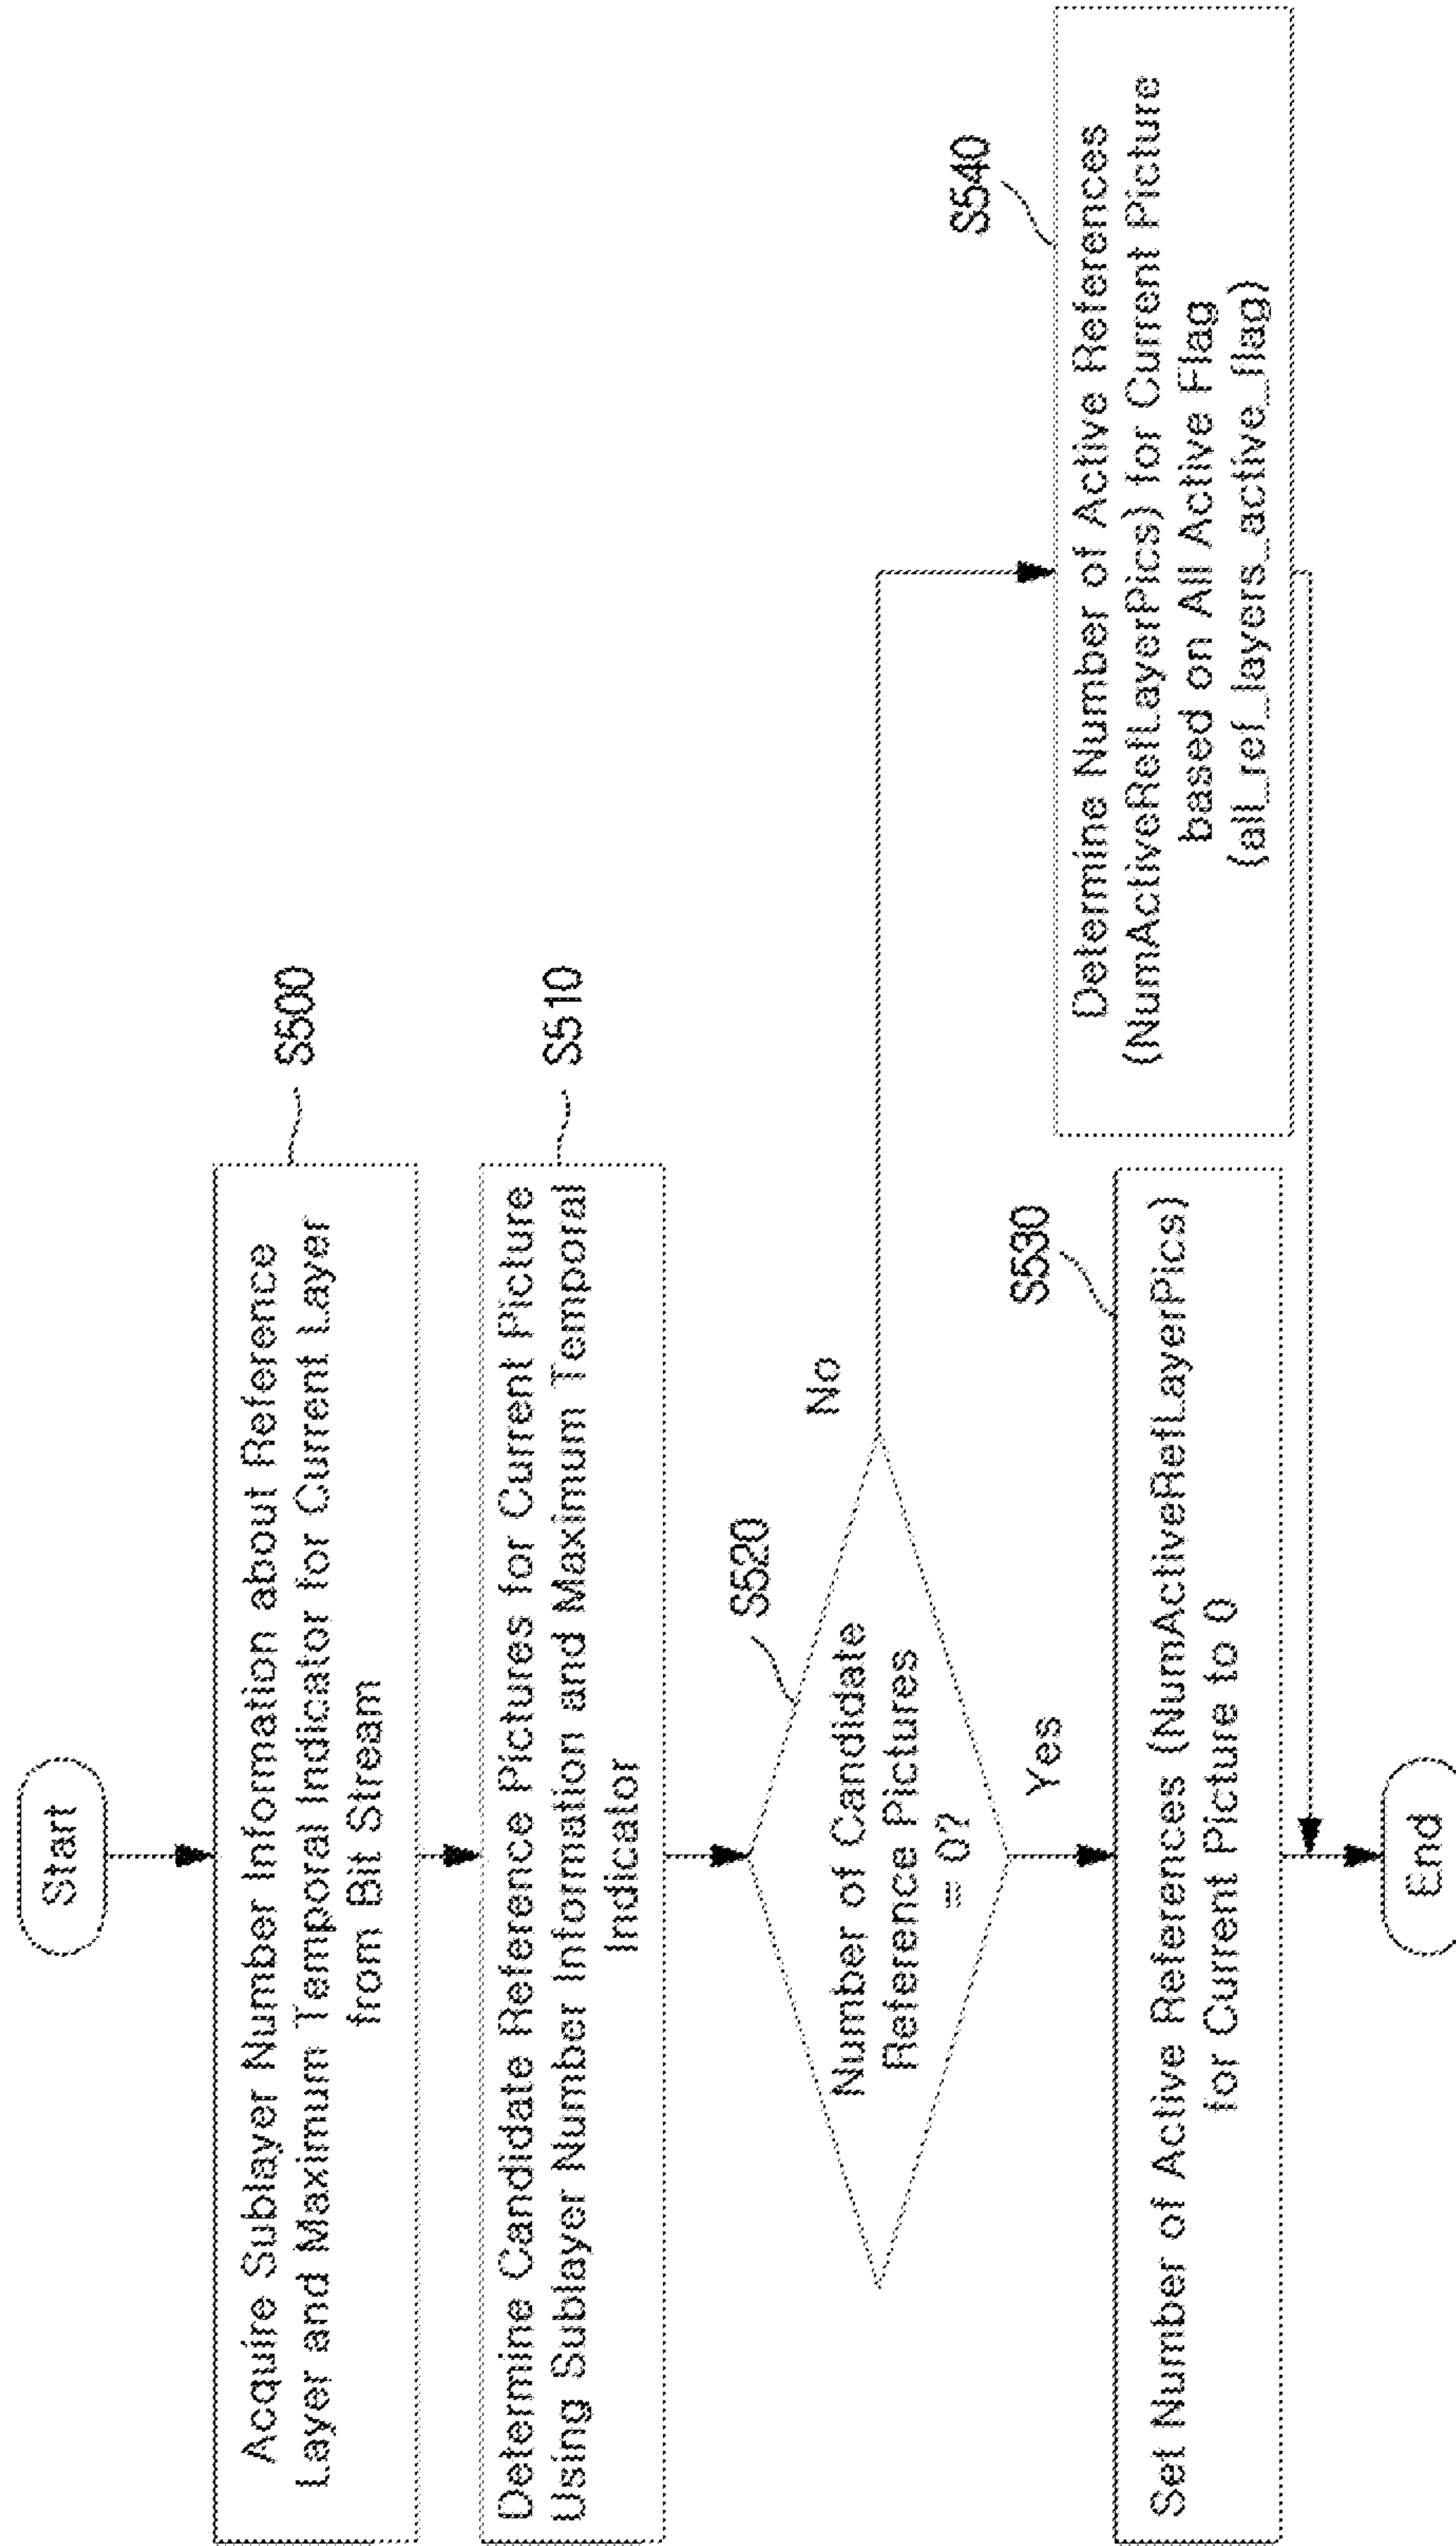 Start
Acquire Sublayer Number Information about Reference
Layer and Maximum Temporal Indicator for Current Layer
from Bit Stream
S500
Determine Candidate Reference Pictures for Current Picture
Using Sublayer Number Information and Maximum Temporal
Indicator
S510
Number of Candidate
Reference Pictures
= 0?
S520
No
Yes
Set Number of Active References (NumActiveRefLayerPics)
for Current Picture to 0
S530
Determine Number of Active References
(NumActiveRefLayerPics) for Current Picture
based on All Active Flag
(all_ref_layers_active_flag)
S540
End